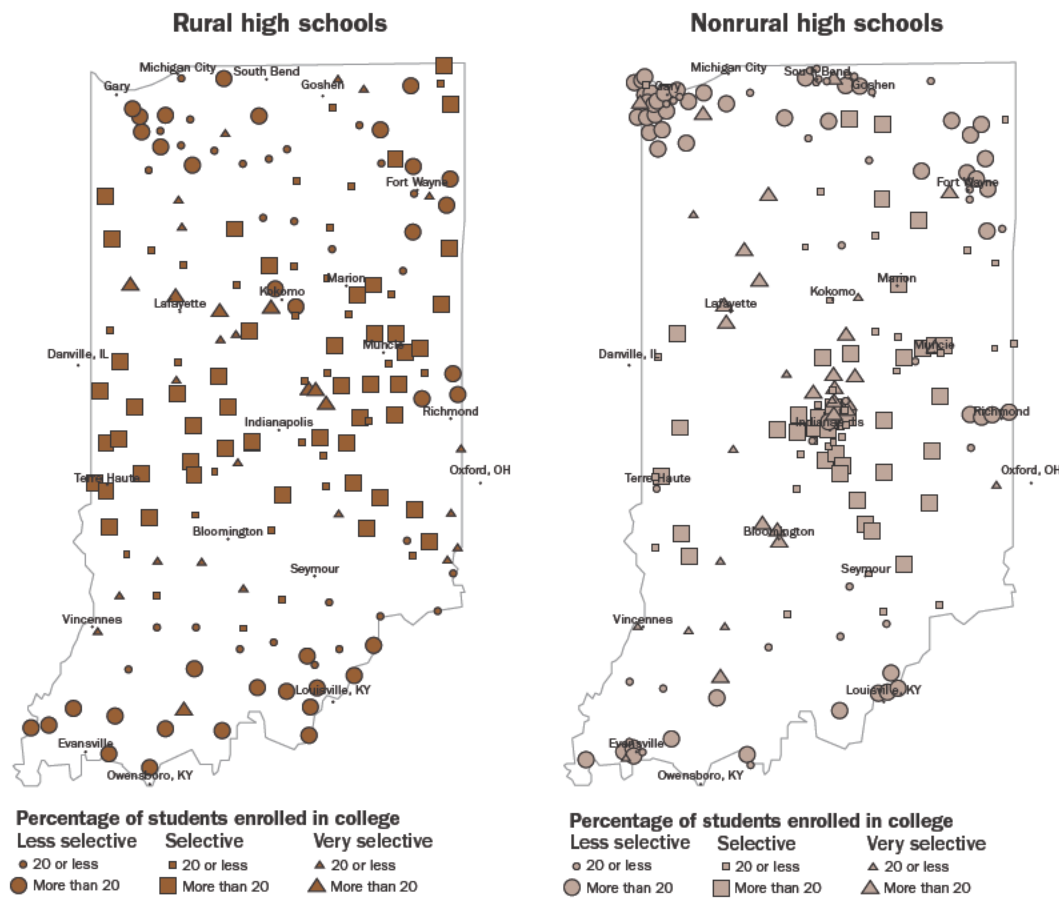 Rural high schools
Michigan City
South Bend
Gary
Goshen
Fort Wayne
Marion
Kokomo
Lafayette
Muncie
Danville, IL
Richmond
Indianapolis
Oxford, OH
Terre Haute
Bloomington
Seymour
Vincennes
Louisville, KY
Evansville
Owensboro, KY
Percentage of students enrolled in college
Less selective Selective Very selective
20 or less 20 or less 20 or less
More than 20 More than 20 More than 20
Nonrural high schools
Michigan City
South Bend
Gary
Goshen
Fort Wayne
Marion
Kokomo
Lafayette
Muncie
Danville, IL
Richmond
Indianapolis
Oxford, OH
Terre Haute
Bloomington
Seymour
Vincennes
Louisville, KY
Evansville
Owensboro, KY
Percentage of students enrolled in college
Less selective Selective Very selective
20 or less 20 or less 20 or less
More than 20 More than 20 More than 20